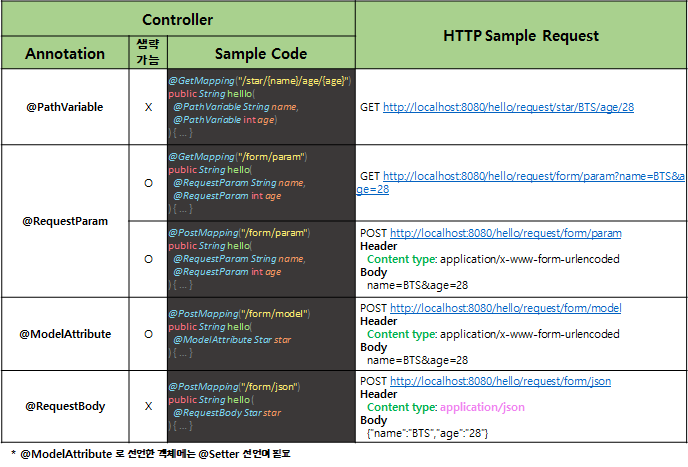 Controller
HTTP Sample Request
Annotation
생략
가능
Sample Code
@PathVariable
X
@GetMapping("/star/{name}/age/{age}")
public String helllo(
@PathVariable String name,
@PathVariable int age)
) { ... }
GET http://localhost:8080/hello/request/star/BTS/age/28
@RequestParam
O
@GetMapping("/form/param")
public String hello(
@RequestParam String name,
@RequestParam int age
) { ... }
GET http://localhost:8080/hello/request/form/param?name=BTS&a
ge=28
O
@PostMapping("/form/param")
public String hello(
@RequestParam String name,
@RequestParam int age
) { ... }
POST http://localhost:8080/hello/request/form/param
Header
Content type: application/x-www-form-urlencoded
Body
name=BTS&age=28
@ModelAttribute
O
@PostMapping("/form/model")
public String hello(
@ModelAttribute Star star
) { ... }
POST http://localhost:8080/hello/request/form/model
Header
Content type: application/x-www-form-urlencoded
Body
name=BTS&age=28
@RequestBody
X
@PostMapping("/form/json")
public String hello (
@RequestBody Star star
) { ... }
POST http://localhost:8080/hello/request/form/json
Header
Content type: application/json
Body
{"name":"BTS","age":"28"}
* @ModelAttribute 로 선언한 객체에는 @Setter 선언이 필요